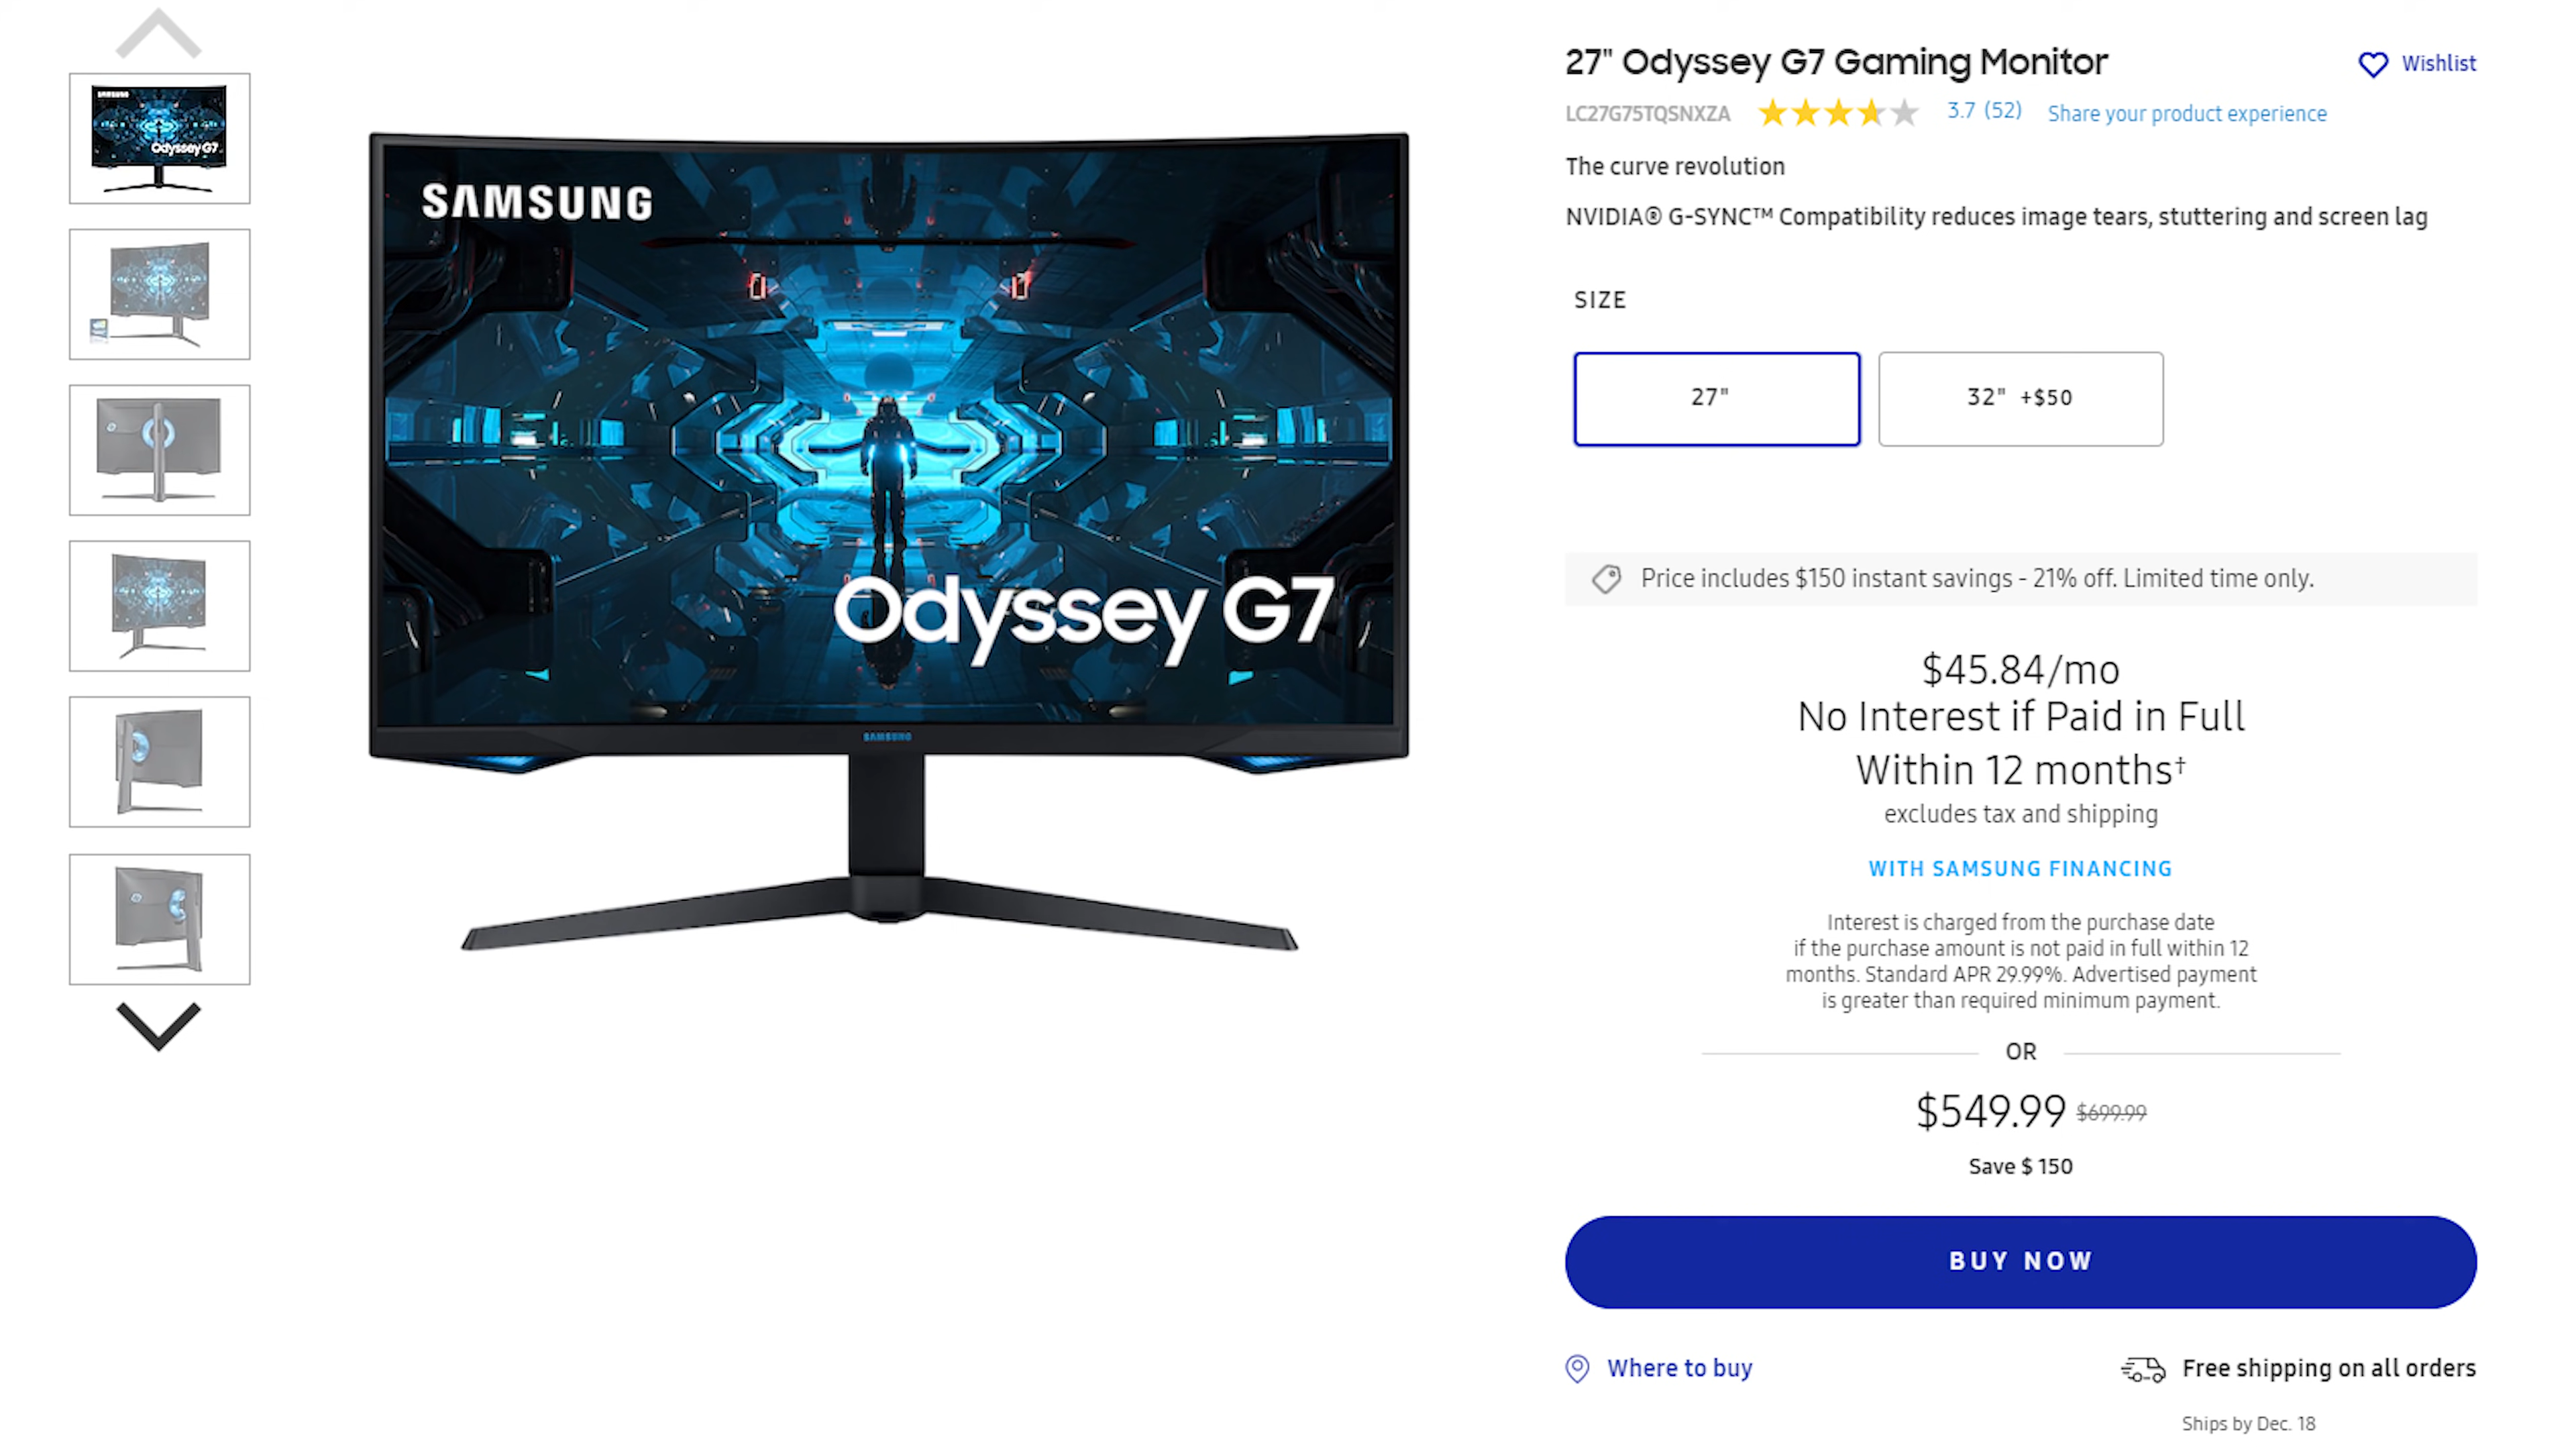 SAMSUNG
Odyssey G7
SAMSUNG
Odyssey G7
SAMSUNG
27" Odyssey G7 Gaming Monitor
Wishlist
LC27G75TQSNXZA 3.7 (52) Share your product experience
The curve revolution
NVIDIA® G-SYNC™ Compatibility reduces image tears, stuttering and screen lag
SIZE
27"
32" +$50
Price includes $150 instant savings - 21% off. Limited time only.
$45.84/mo
No Interest if Paid in Full
Within 12 months†
excludes tax and shipping
WITH SAMSUNG FINANCING
Interest is charged from the purchase date
if the purchase amount is not paid in full within 12
months. Standard APR 29.99%. Advertised payment
is greater than required minimum payment.
OR
$549.99 $699.99
Save $ 150
BUY NOW
Where to buy
Free shipping on all orders
Ships by Dec. 18